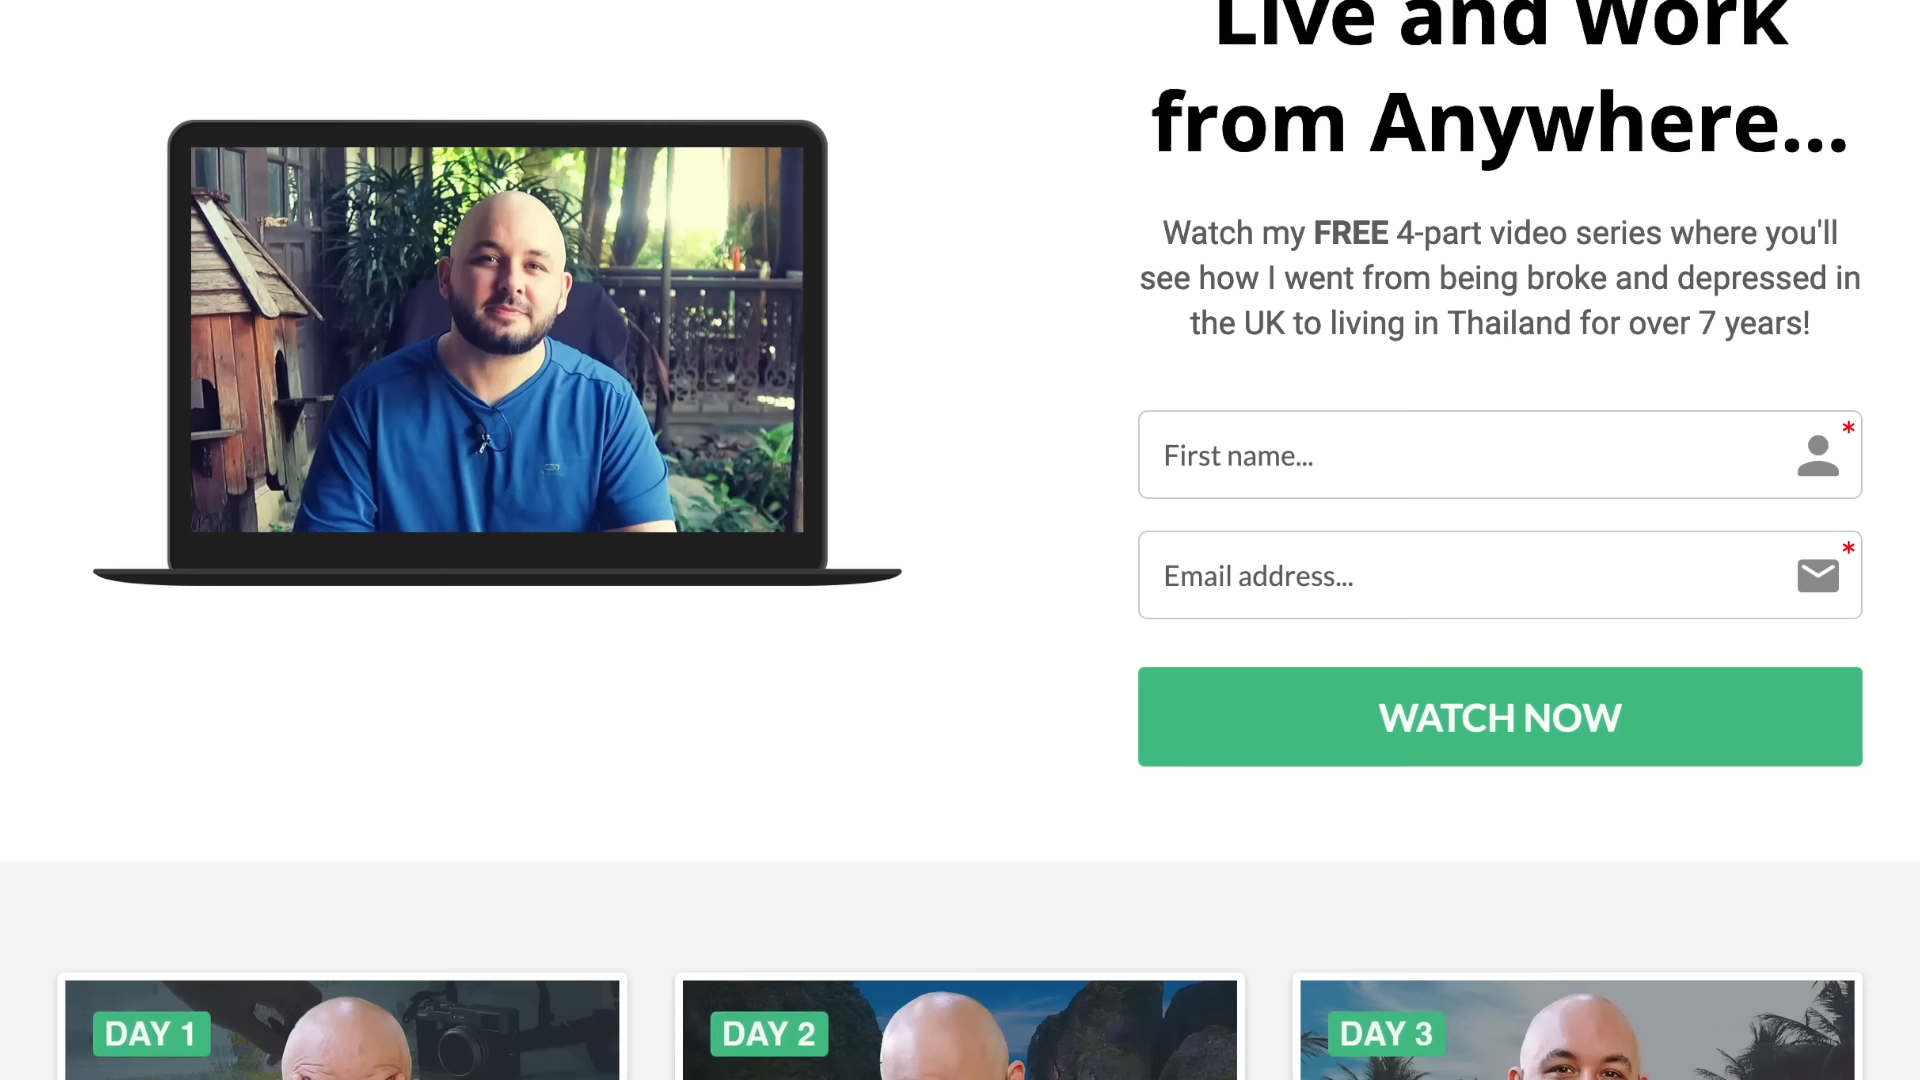 Live and Work
from Anywhere...
Watch my FREE 4-part video series where you'll
see how I went from being broke and depressed in
the UK to living in Thailand for over 7 years!
First name...
*
Email address...
*
WATCH NOW
DAY 1
DAY 2
DAY 3